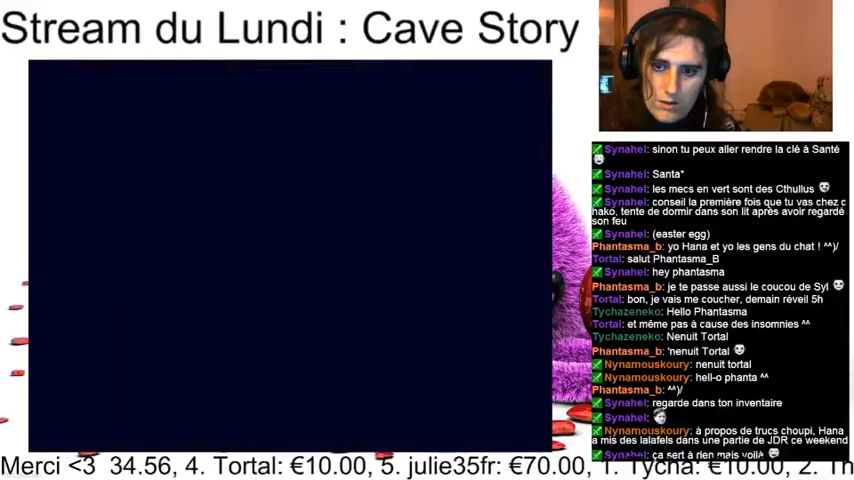 Stream du Lundi : Cave Story
Synahel: sinon tu peux aller rendre la clé à Santé
Synahel: Santa*
Synahel: les mecs en vert sont des Cthulius
Synahel: conseil la première fois que tu vas chez c
hako, tente de dormir dans son lit après avoir regardé
son feu
Synahel: (easter egg)
Phantasma_b: yo Hana et yo les gens du chat ! ^^)/
Tortal: salut Phantasma_B
Synahel: hey phantasma
Phantasma_b: je te passe aussi le coucou de Syl
Tortal: bon, je vais me coucher, demain réveil 5h
Tychazeneko: Hello Phantasma
Tortal: et même pas à cause des insomnies ^^
Tychazeneko: Nenuit Tortal
Phantasma_b: 'nenuit Tortal
Nynamouskoury: nenuit tortal
Nynamouskoury: hell-o phanta ^^
Phantasma_b: ^^)/
Synahel: regarde dans ton inventaire
Synahel:
Nynamouskoury: à propos de trucs choupi, Hana
a mis des lalafels dans une partie de JDR ce weekend
Synahel: ça sert à rien mais voilà
Merci <3 34.56, 4. Tortal: €10.00, 5. julie35fr: €70.00, 1. Tycha: €10.00, 2. Th